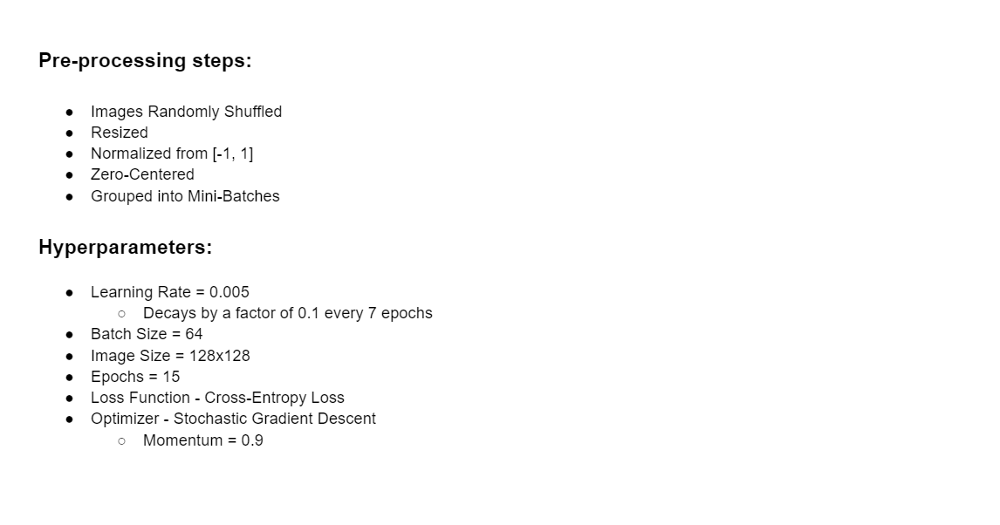 Pre-processing steps:
● Images Randomly Shuffled
● Resized
● Normalized from [-1, 1]
● Zero-Centered
● Grouped into Mini-Batches
Hyperparameters:
● Learning Rate = 0.005
○ Decays by a factor of 0.1 every 7 epochs
● Batch Size = 64
● Image Size = 128x128
● Epochs = 15
● Loss Function - Cross-Entropy Loss
● Optimizer - Stochastic Gradient Descent
○ Momentum = 0.9